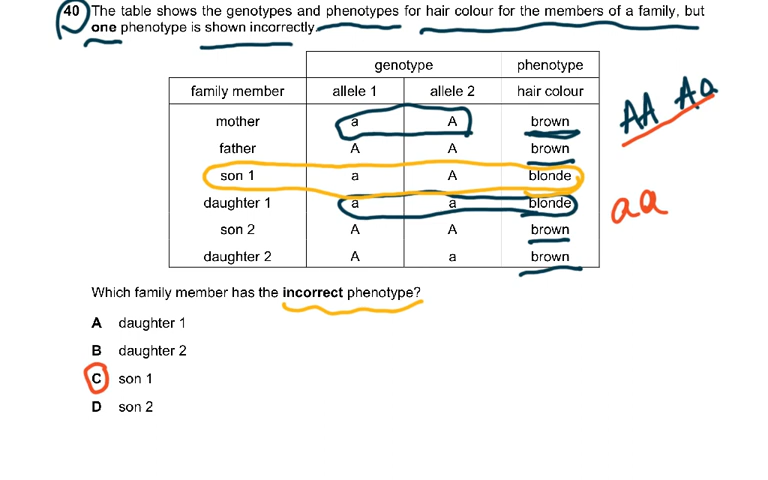 40 The table shows the genotypes and phenotypes for hair colour for the members of a family, but
one phenotype is shown incorrectly.
genotype phenotype
family member allele 1 allele 2 hair colour
mother a A brown
father A A brown
son 1 a A blonde
daughter 1 a a blonde
son 2 A A brown
daughter 2 A a brown
AA Aa
aa
Which family member has the incorrect phenotype?
A daughter 1
B daughter 2
C son 1
D son 2